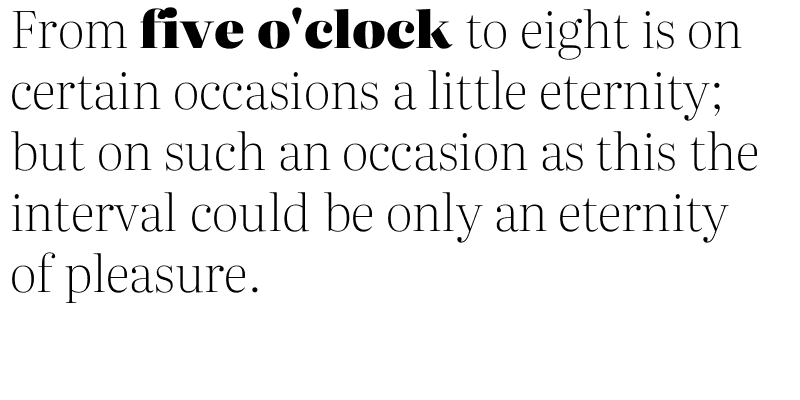 From five o'clock to eight is on
certain occasions a little eternity;
but on such an occasion as this the
interval could be only an eternity
of pleasure.